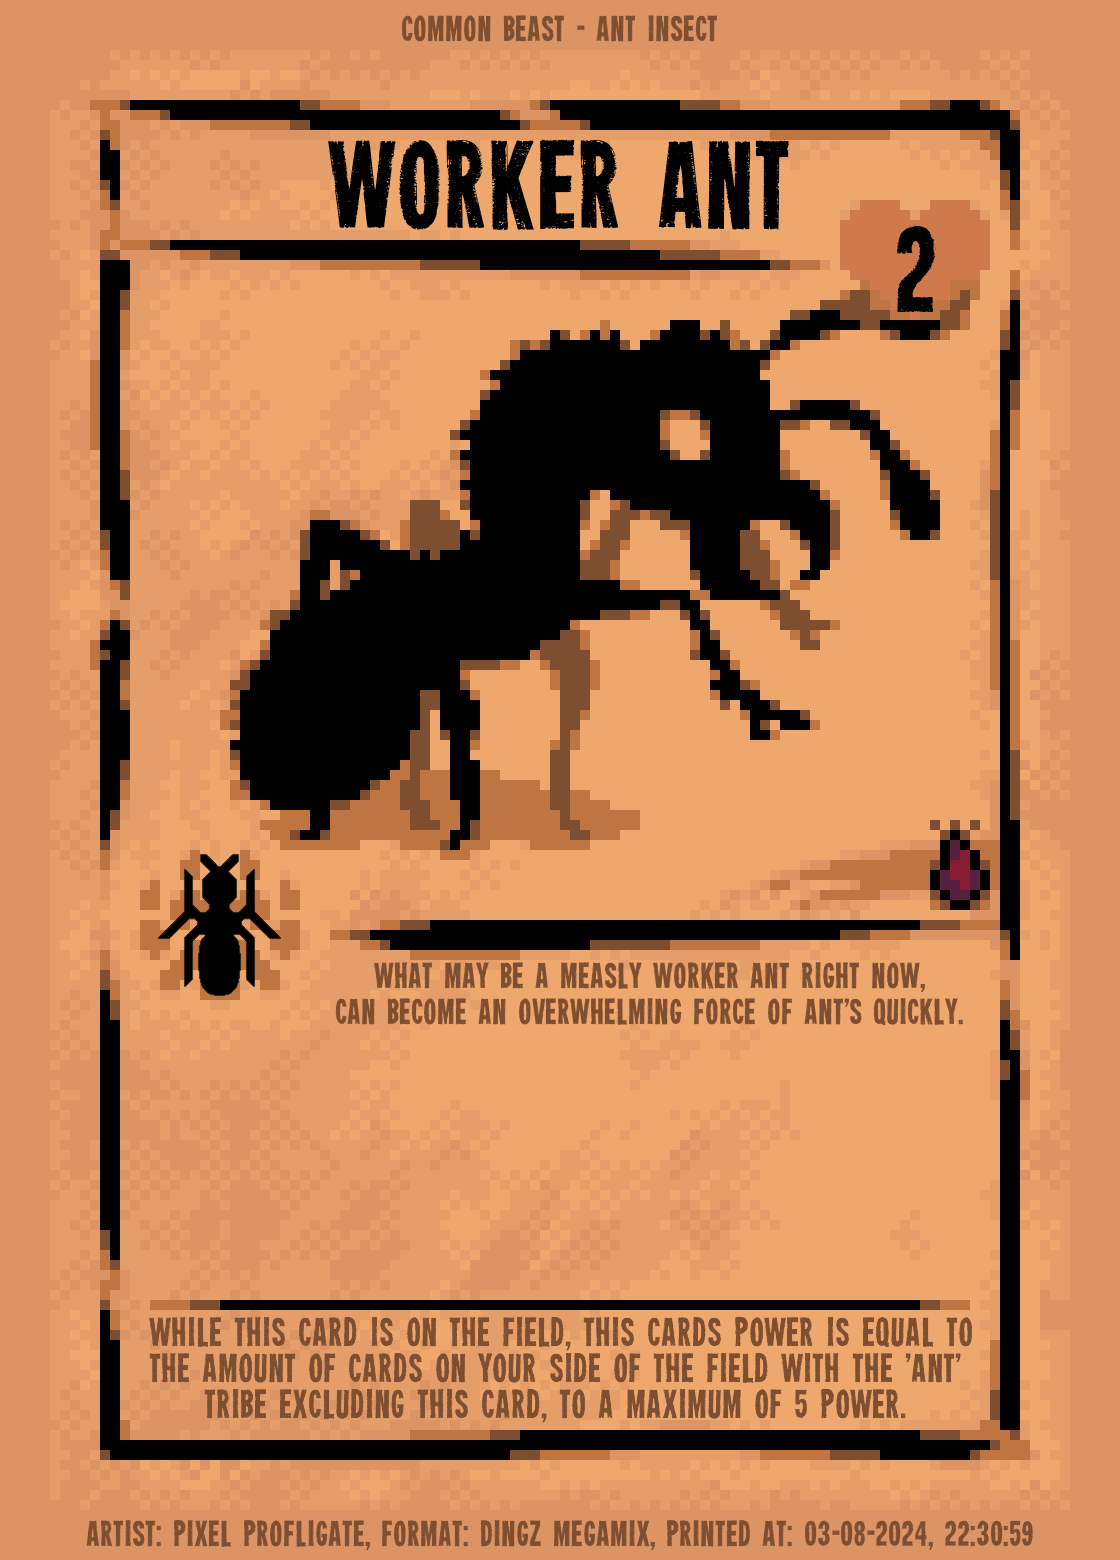 COMMON BEAST - ANT INSECT
WORKER ANT
2
WHAT MAY BE A MEASLY WORKER ANT RIGHT NOW,
CAN BECOME AN OVERWHELMING FORCE OF ANT'S QUICKLY.
WHILE THIS CARD IS ON THE FIELD, THIS CARDS POWER IS EQUAL TO
THE AMOUNT OF CARDS ON YOUR SIDE OF THE FIELD WITH THE 'ANT'
TRIBE EXCLUDING THIS CARD, TO A MAXIMUM OF 5 POWER.
ARTIST: PIXEL PROFLIGATE, FORMAT: DINGZ MEGAMIX, PRINTED AT: 03-08-2024, 22:30:59